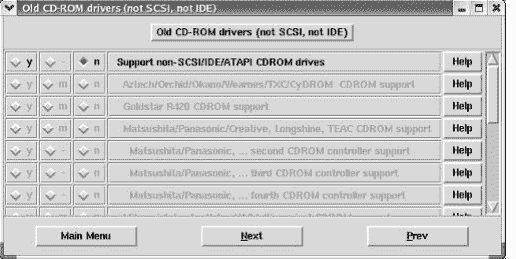 Old CD-ROM drivers (not SCSI, not IDE)
Old CD-ROM drivers (not SCSI, not IDE)
y - n Support non-SCSI/IDE/ATAPI CDROM drives Help
y m n Aztech/Orchid/Okano/Wearnes/TXC/CyDROM CDROM support Help
y m n Goldstar R420 CDROM support Help
y m n Matsushita/Panasonic/Creative, Longshine, TEAC CDROM support Help
y - n Matsushita/Panasonic, ... second CDROM controller support Help
y - n Matsushita/Panasonic, ... third CDROM controller support Help
y - n Matsushita/Panasonic, ... fourth CDROM controller support Help
Main Menu Next Prev